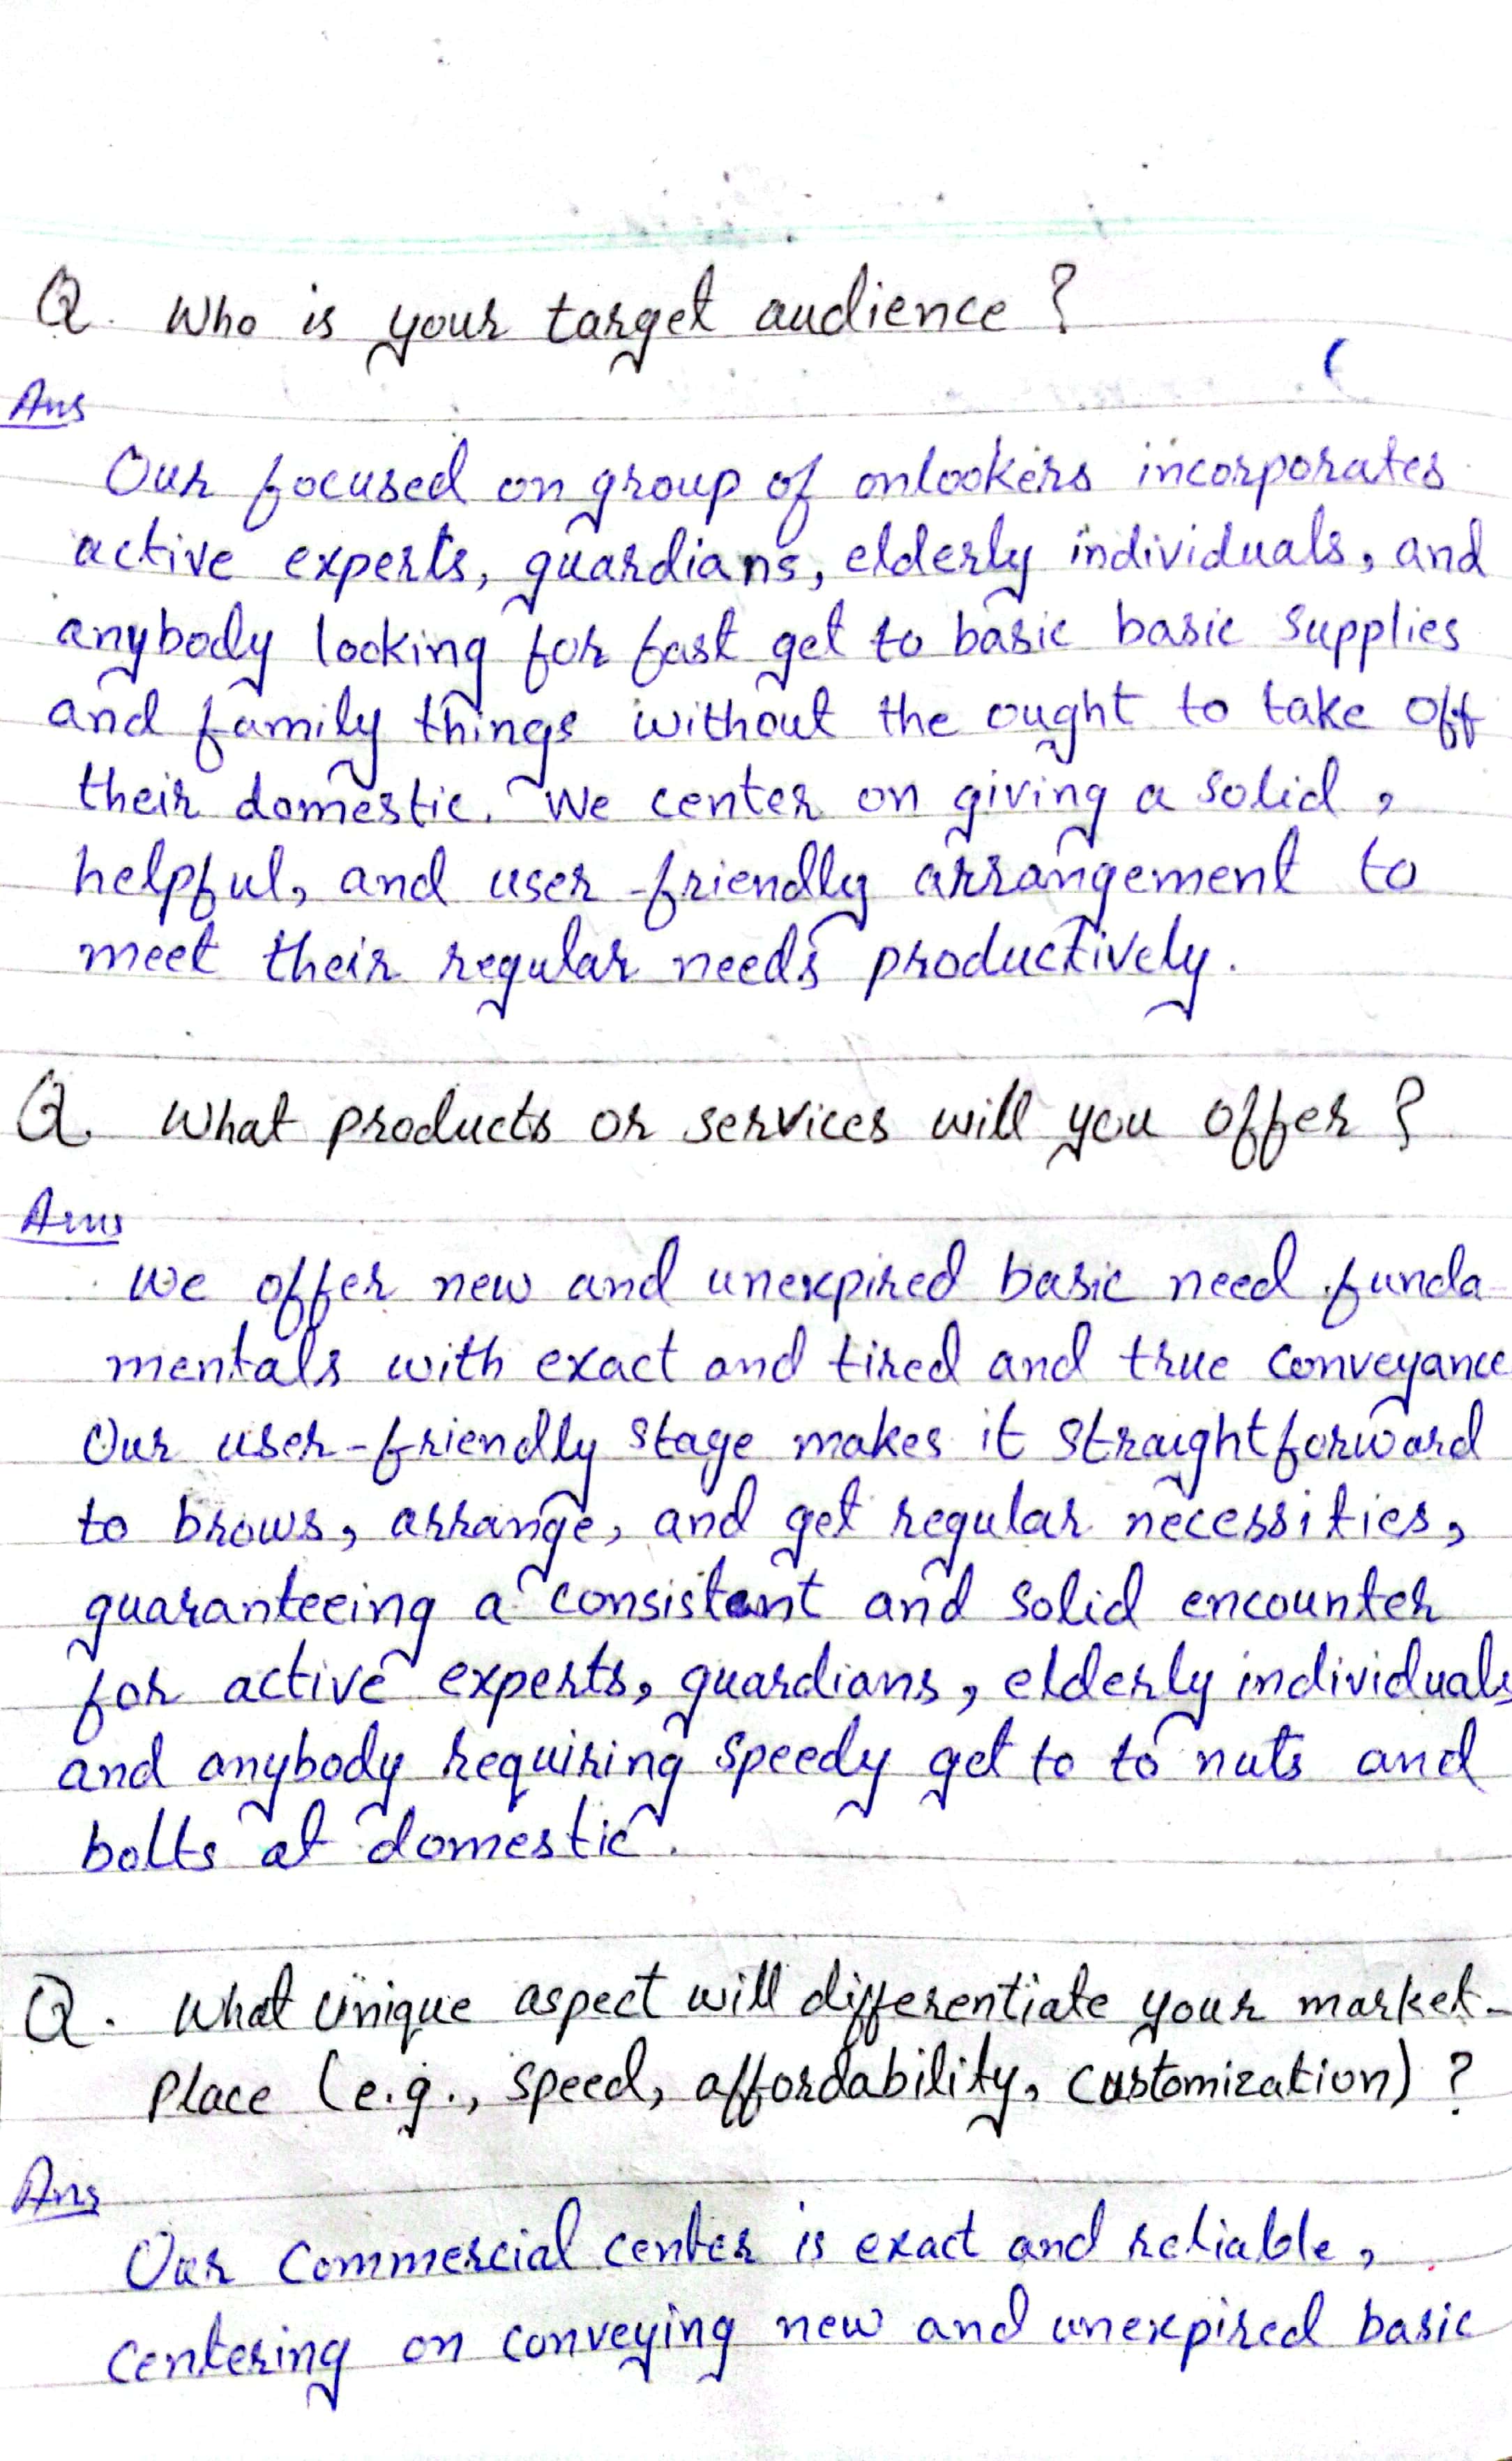 Q. Who is your target audience ?
Ans
Our focused on group of onlookers incorporates
active experts, guardians, elderly individuals, and
anybody looking for fast get to basic basic supplies
and family things without the ought to take off
their domestic. We center on giving a solid,
helpful, and user-friendly arrangement to
meet their regular needs productively.
Q. What products or services will you offer ?
Ans
We offer new and unexpired basic need funda-
mentals with exact and tired and true conveyance
Our user-friendly stage makes it straightforward
to brows, arrange, and get regular necessities,
guaranteeing a consistent and solid encounter
for active experts, guardians, elderly individuals
and anybody requiring speedy get to to nuts and
bolts at domestic.
Q. What unique aspect will differentiate your market-
place (e.g., speed, affordability, customization) ?
Ans
Our commercial center is exact and reliable,
centering on conveying new and unexpired basic